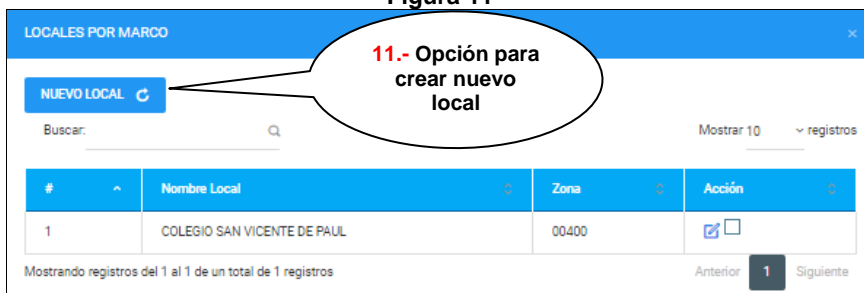 Figura 11
LOCALES POR MARCO ×
11.- Opción para
crear nuevo
local
NUEVO LOCAL
Buscar:
Mostrar 10 registros
# Nombre Local Zona Acción
1 COLEGIO SAN VICENTE DE PAUL 00400
Mostrando registros del 1 al 1 de un total de 1 registros
Anterior 1 Siguiente